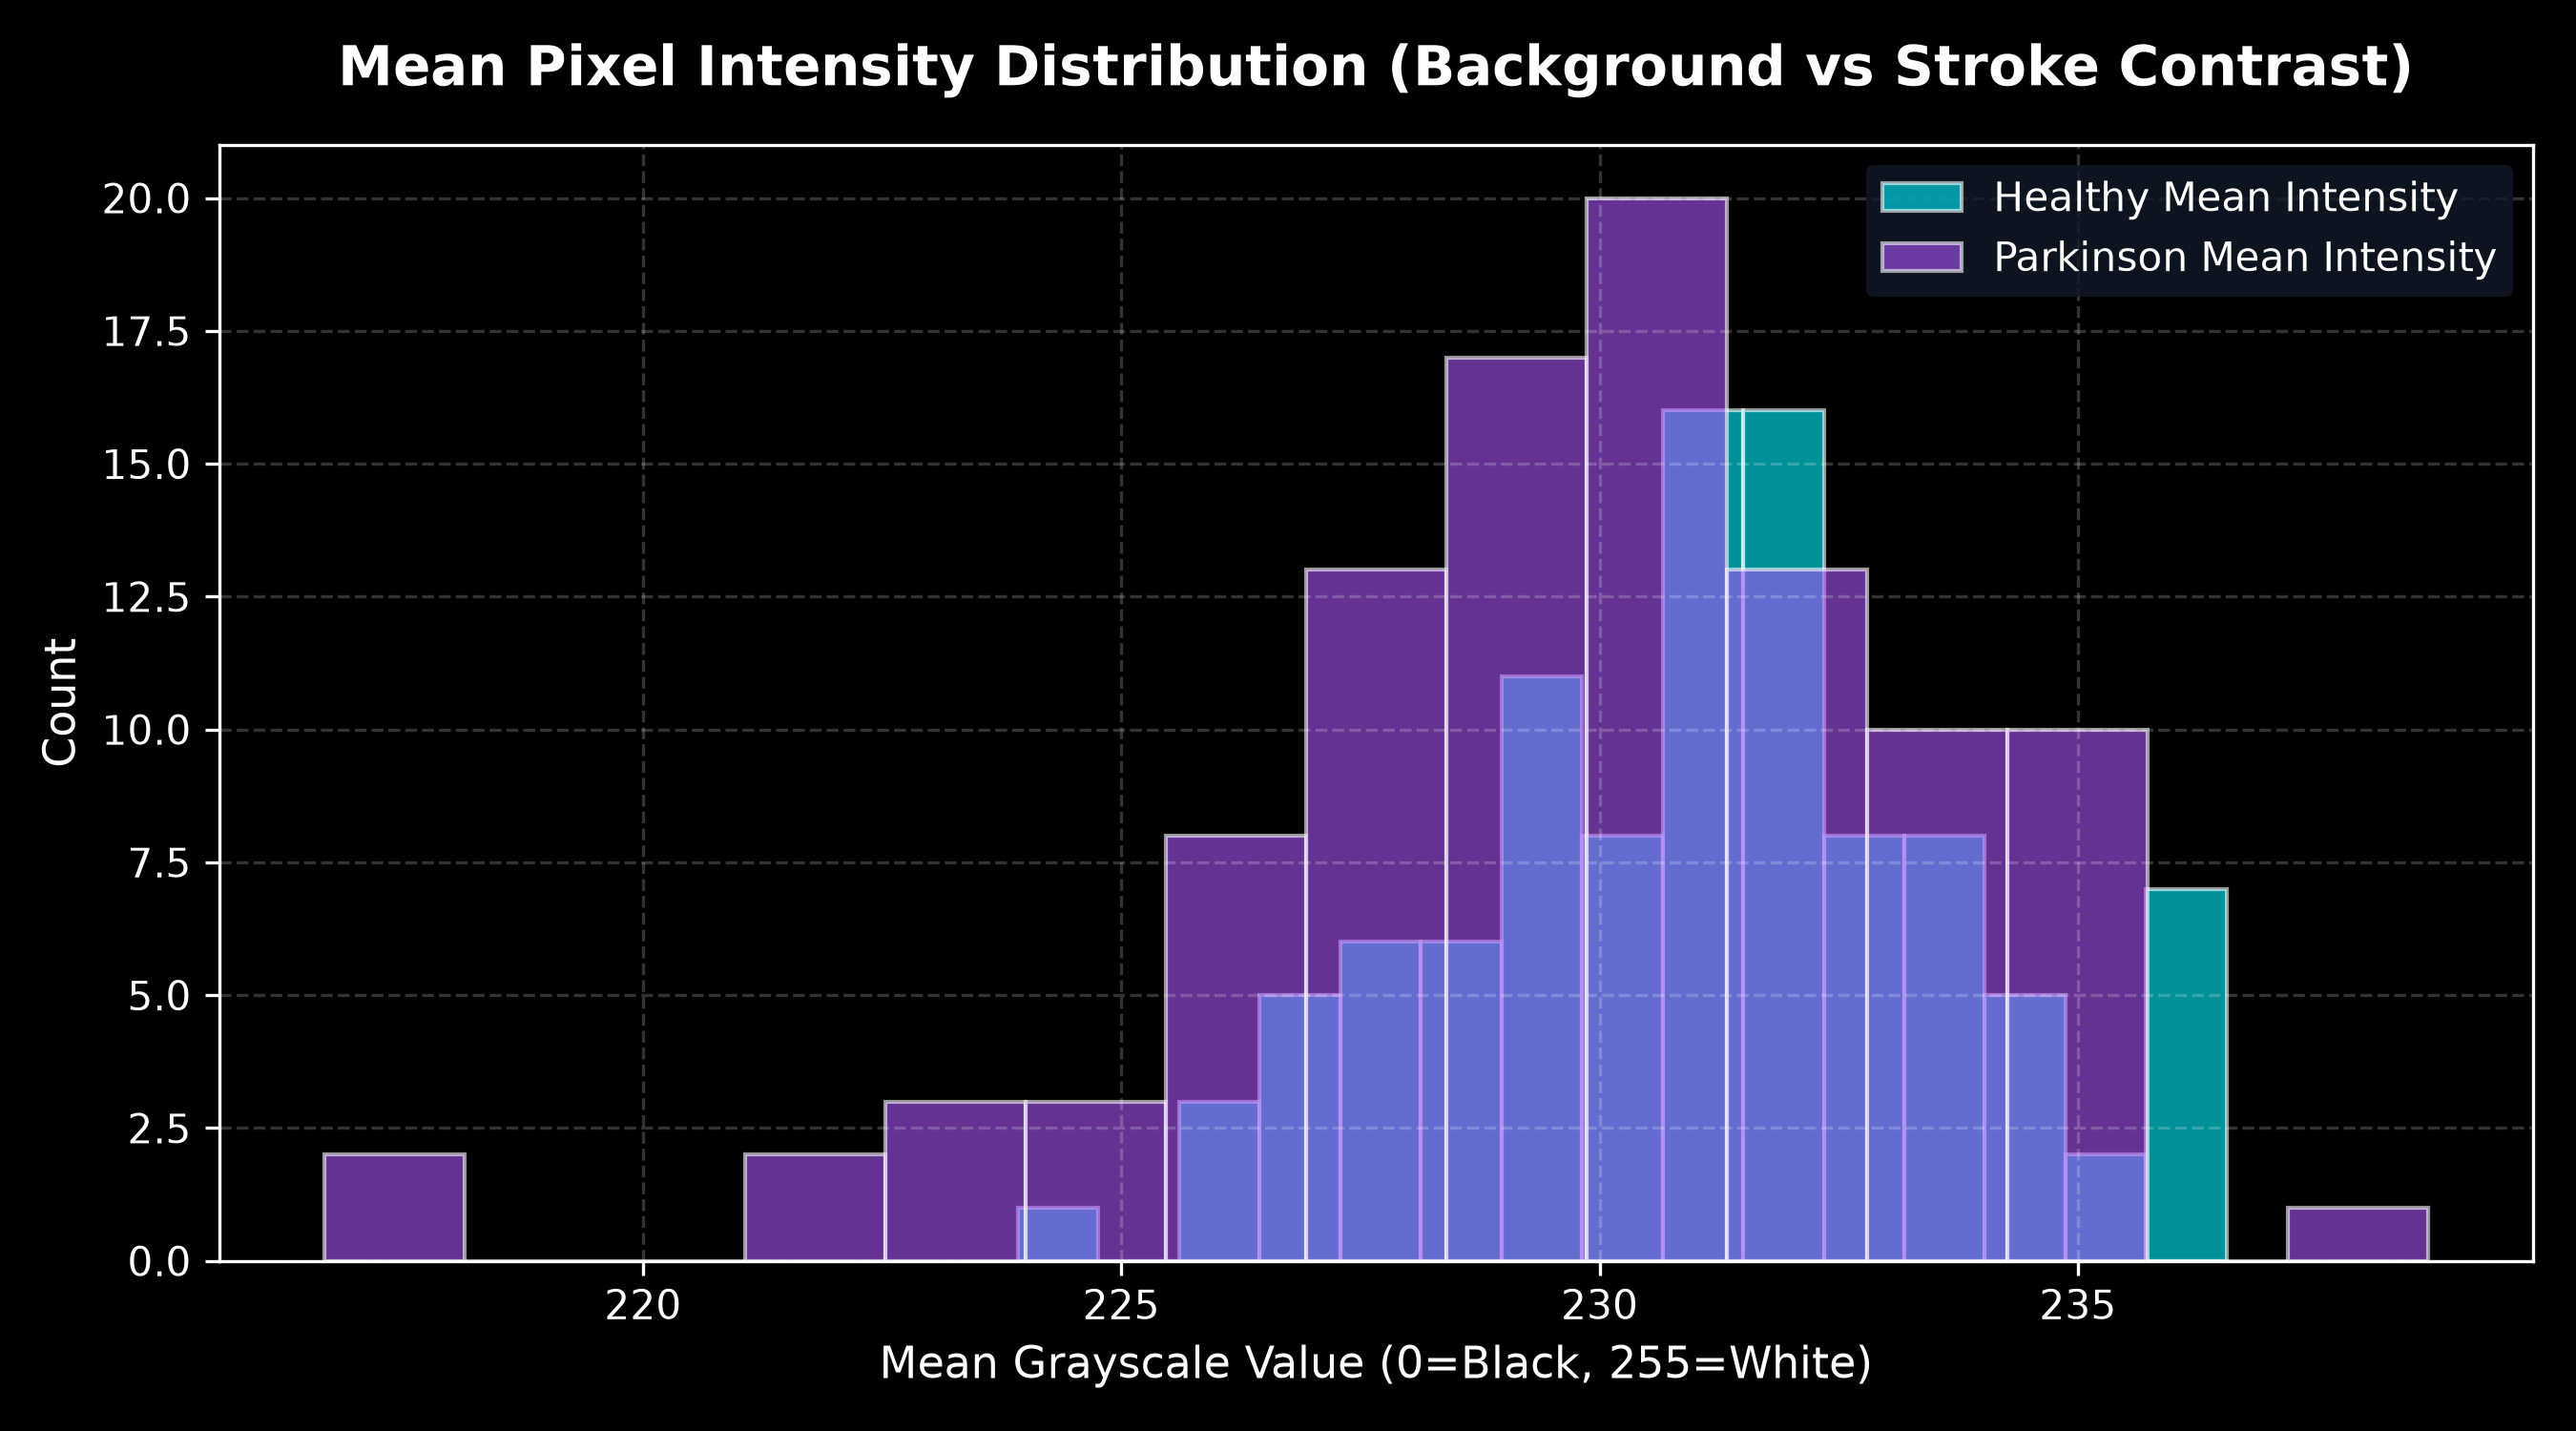 Mean Pixel Intensity Distribution (Background vs Stroke Contrast)
Healthy Mean Intensity
Parkinson Mean Intensity
Count
20.0
17.5
15.0
12.5
10.0
7.5
5.0
2.5
0.0
220 225 230 235
Mean Grayscale Value (0=Black, 255=White)